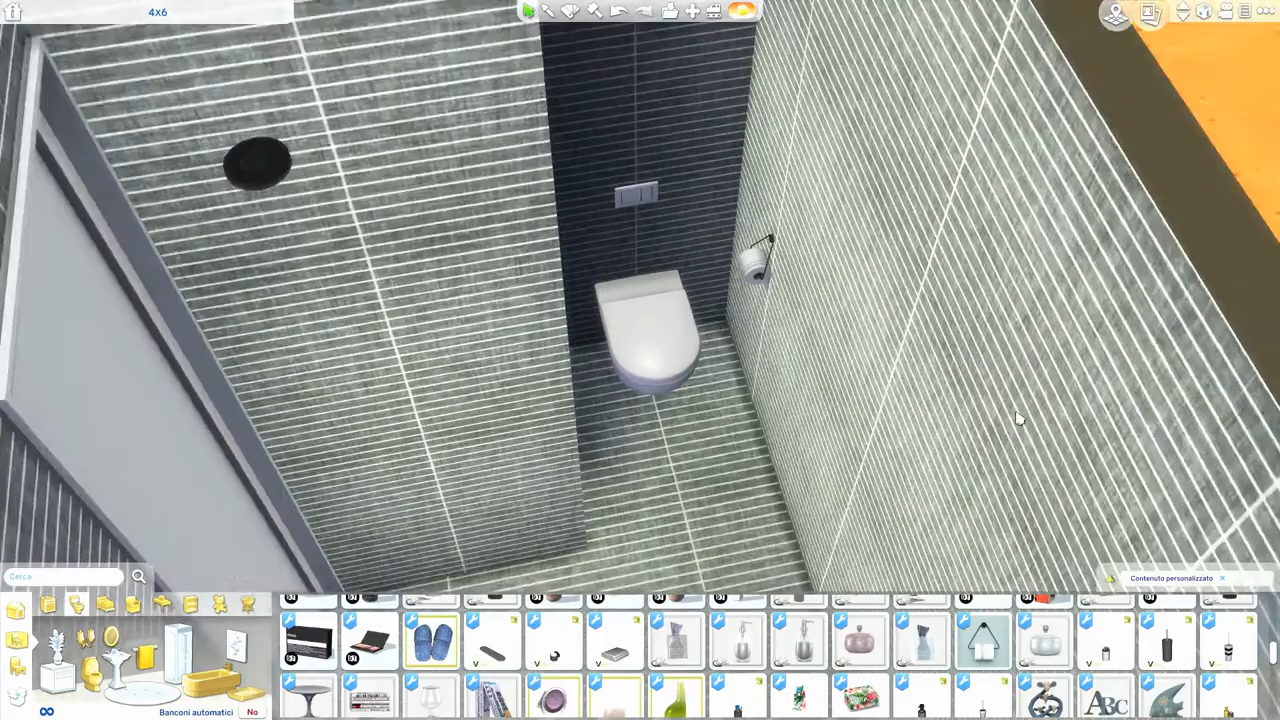 4X6
Cerca
Contenuto personalizzato
Banconi automatici No
ABC